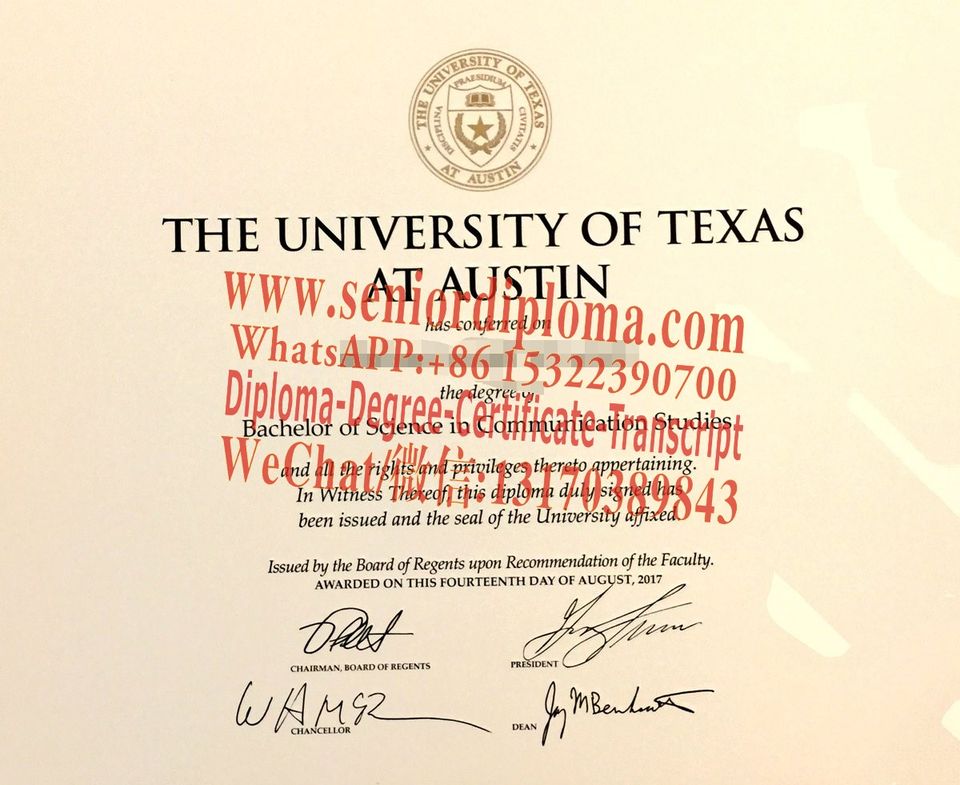 THE UNIVERSITY OF TEXAS
PRAESIDIUM
DISCIPLINA
CIVITATIS
AT AUSTIN
THE UNIVERSITY OF TEXAS
AT AUSTIN
www.seniordiploma.com
has conferred on
WhatsAPP:+86 15322390700
the degree of
Diploma-Degree-Certificate-Transcript
Bachelor of Science in Communication Studies
WeChat/微信:13170389843
and all the rights and privileges thereto appertaining.
In Witness Thereof, this diploma duly signed has
been issued and the seal of the University affixed.
Issued by the Board of Regents upon Recommendation of the Faculty.
AWARDED ON THIS FOURTEENTH DAY OF AUGUST, 2017
CHAIRMAN, BOARD OF REGENTS
PRESIDENT
CHANCELLOR
DEAN